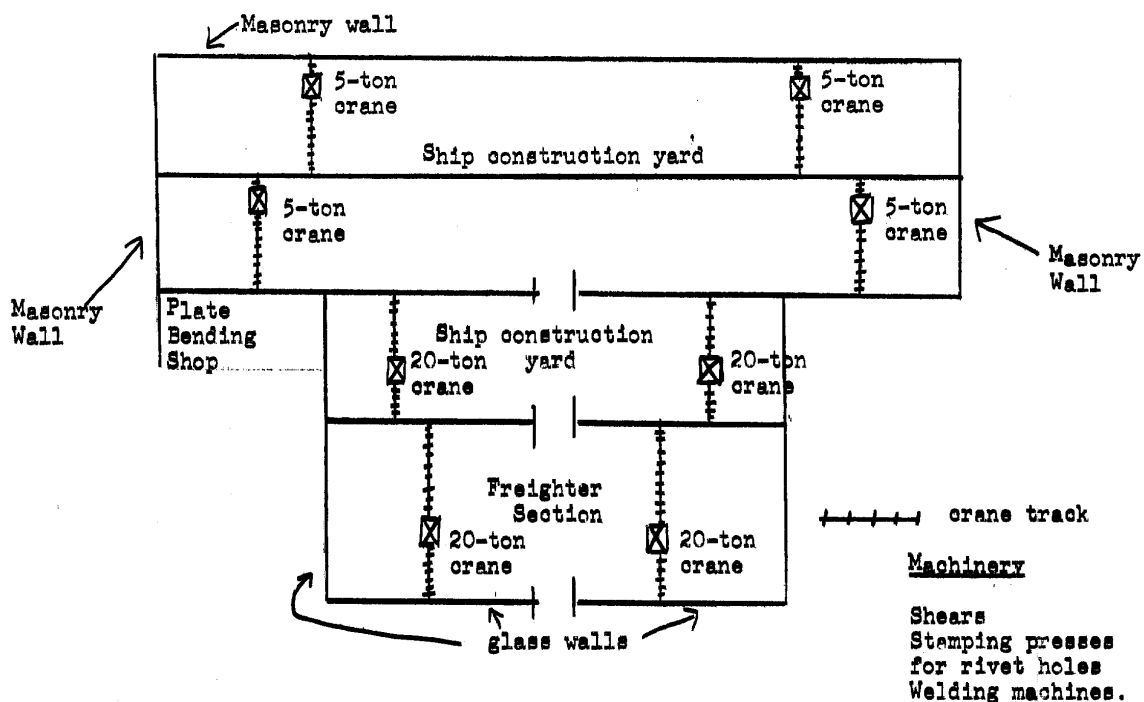 Masonry wall
5-ton
crane
5-ton
crane
Ship construction yard
5-ton
crane
5-ton
crane
Masonry
Wall
Masonry
Wall
Plate
Bending
Shop
Ship construction
yard
20-ton
crane
20-ton
crane
Freighter
Section
20-ton
crane
20-ton
crane
glass walls
crane track
Machinery
Shears
Stamping presses
for rivet holes
Welding machines.